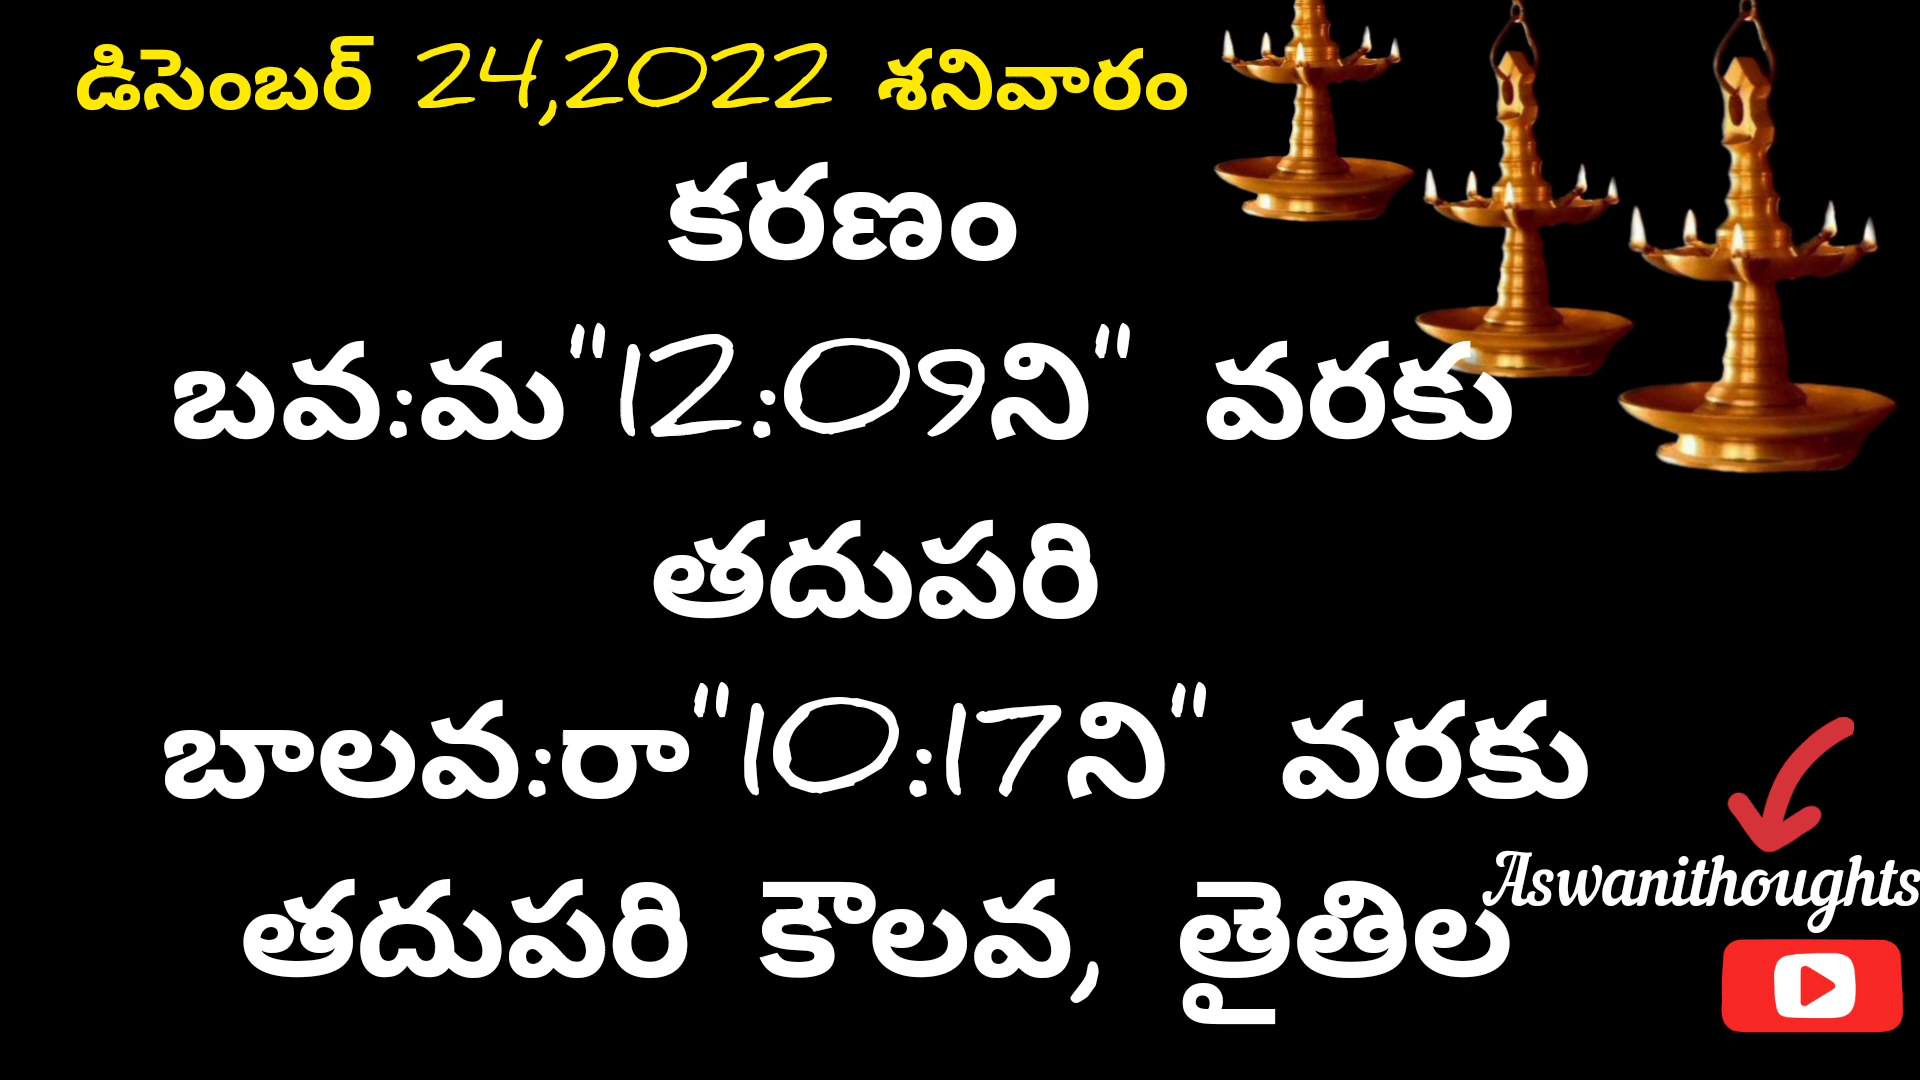 డిసెంబర్ 24,2022 శనివారం
కరణం
బవ:మ"12:09ని" వరకు
తదుపరి
బాలవ:రా"10:17ని" వరకు
తదుపరి కౌలవ, తైతిల
Aswanithoughts